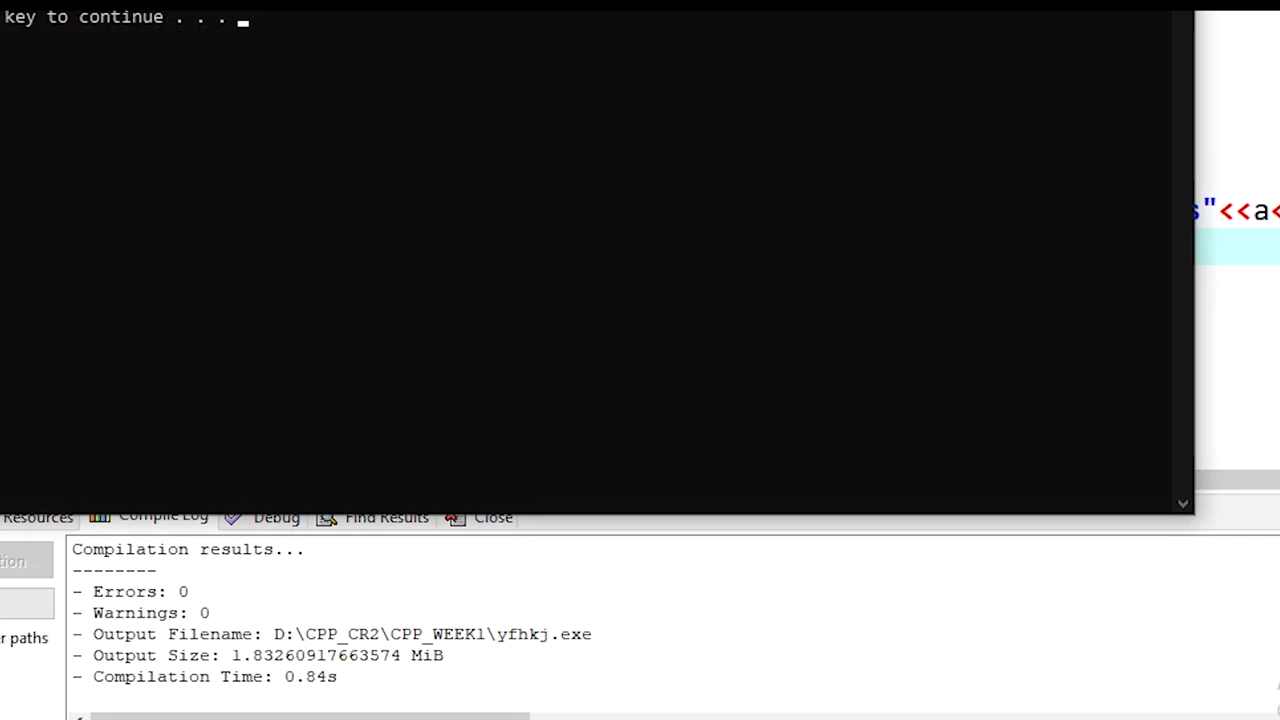 key to continue . . .
"<<a<
Resources Compile Log Debug Find Results Close
Compilation results...
--------
- Errors: 0
- Warnings: 0
- Output Filename: D:\CPP_CR2\CPP_WEEK1\yfhkj.exe
- Output Size: 1.83260917663574 MiB
- Compilation Time: 0.84s
tion
r paths